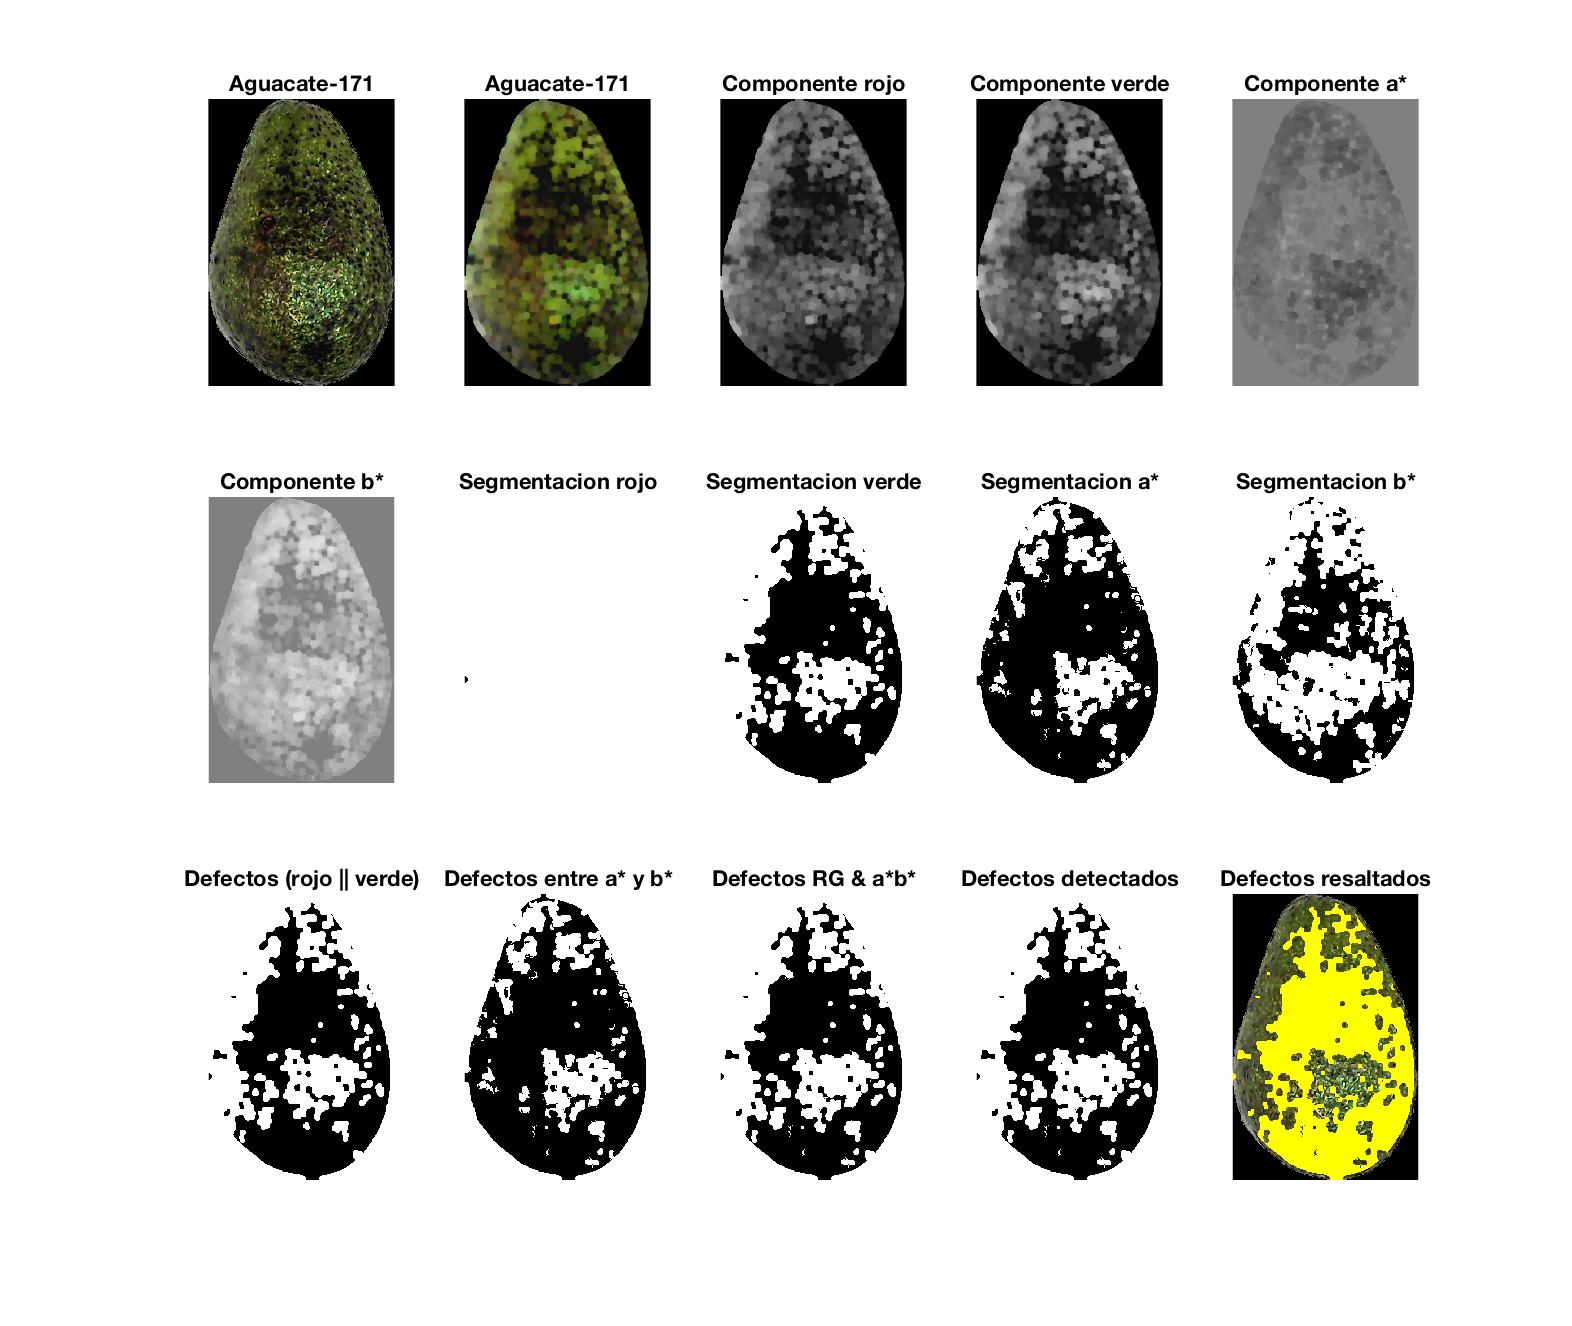 Aguacate-171
Aguacate-171
Componente rojo
Componente verde
Componente a*
Componente b*
Segmentacion rojo
Segmentacion verde
Segmentacion a*
Segmentacion b*
Defectos (rojo || verde)
Defectos entre a* y b*
Defectos RG & a*b*
Defectos detectados
Defectos resaltados